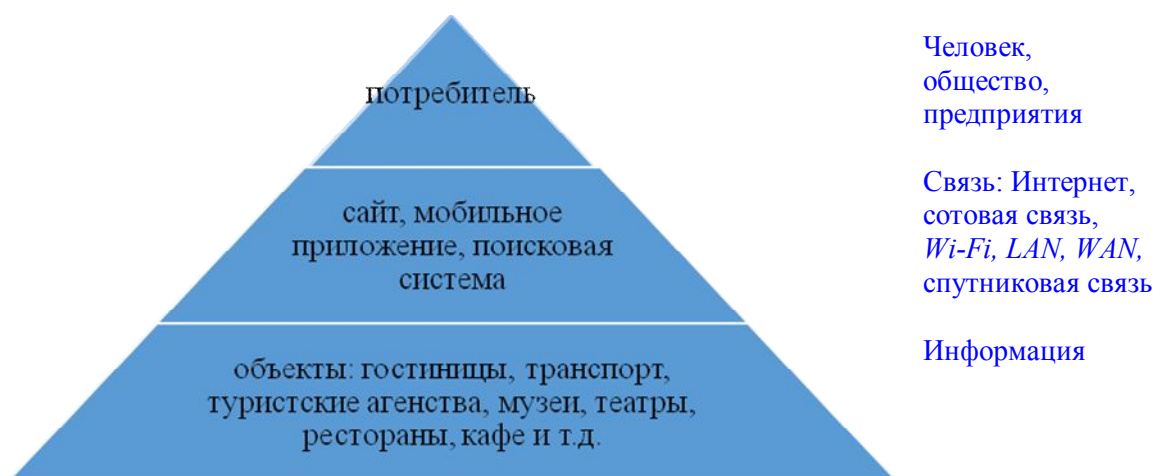 потребитель
сайт, мобильное
приложение, поисковая
система
объекты: гостиницы, транспорт,
туристские агенства, музеи, театры,
рестораны, кафе и т.д.
Человек,
общество,
предприятия
Связь: Интернет,
сотовая связь,
Wi-Fi, LAN, WAN,
спутниковая связь
Информация